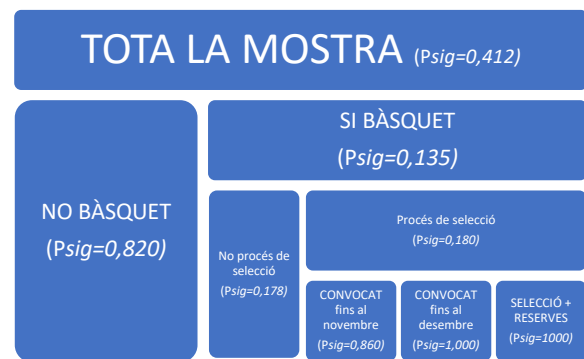 TOTA LA MOSTRA (Psig=0,412)
SI BÀSQUET
(Psig=0,135)
NO BÀSQUET
(Psig=0,820)
No procés de
selecció
(Psig=0,178)
Procés de selecció
(Psig=0,180)
CONVOCAT
fins al
novembre
(Psig=0,860)
CONVOCAT
fins al
desembre
(Psig=1,000)
SELECCIÓ +
RESERVES
(Psig=1000)